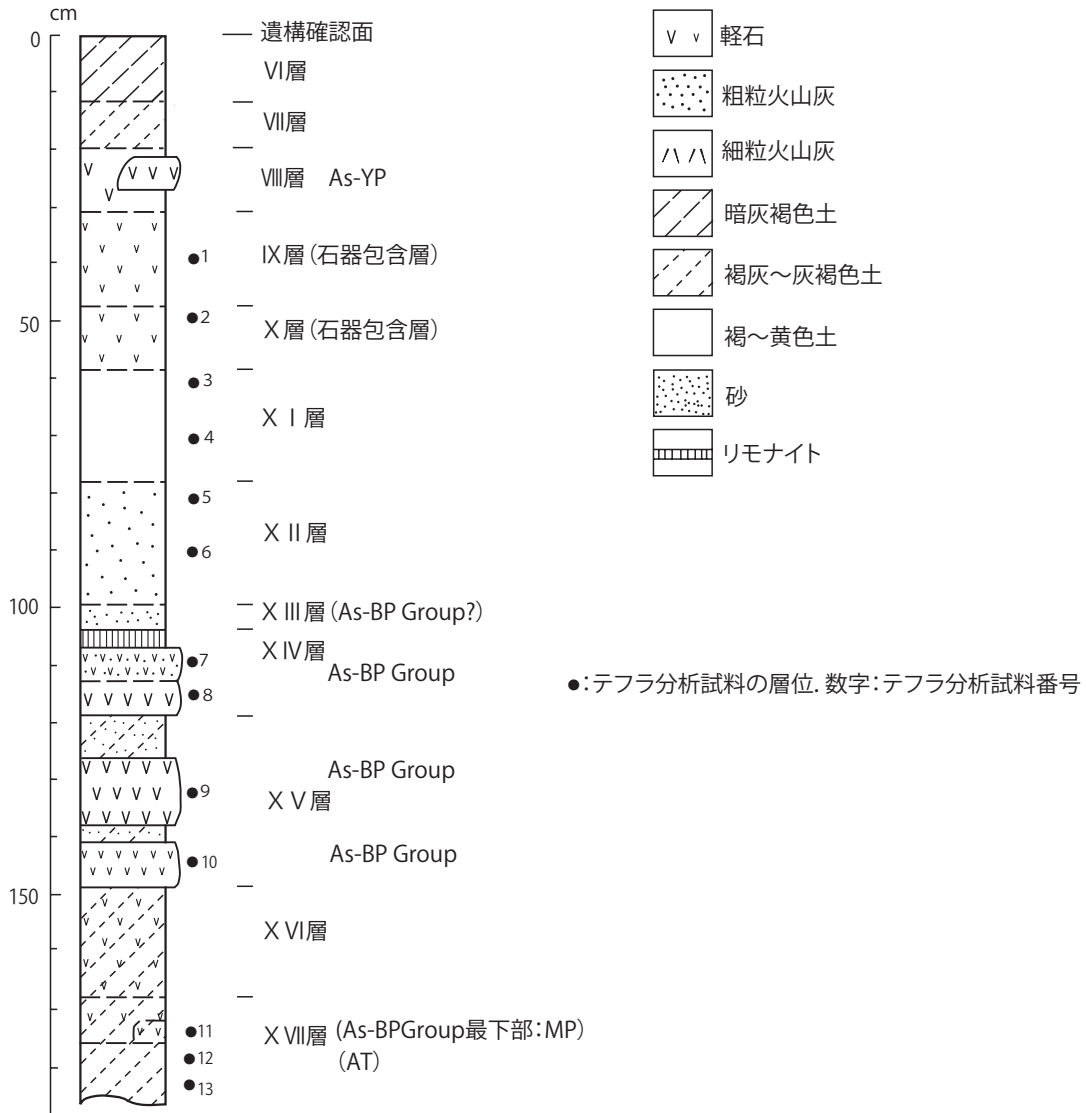 cm
0
遺構確認面
Ⅵ層
Ⅶ層
Ⅷ層 As-YP
1
Ⅸ層(石器包含層)
50
2
Ⅹ層(石器包含層)
3
ⅩⅠ層
4
5
ⅩⅡ層
6
100
ⅩⅢ層(As-BP Group?)
ⅩⅣ層
7
As-BP Group
8
As-BP Group
9
ⅩⅤ層
10
As-BP Group
150
ⅩⅥ層
11
ⅩⅦ層 (As-BPGroup最下部:MP)
(AT)
12
13
軽石
粗粒火山灰
細粒火山灰
暗灰褐色土
褐灰～灰褐色土
褐～黄色土
砂
リモナイト
●:テフラ分析試料の層位. 数字:テフラ分析試料番号